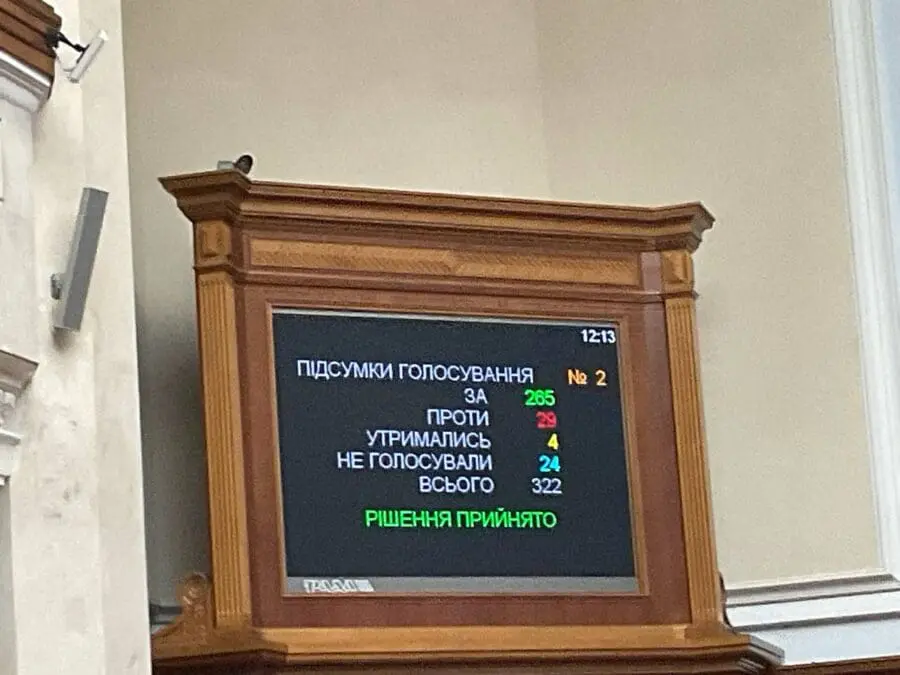 12:13
ПІДСУМКИ ГОЛОСУВАННЯ № 2
ЗА 265
ПРОТИ 29
УТРИМАЛИСЬ 4
НЕ ГОЛОСУВАЛИ 24
ВСЬОГО 322
РІШЕННЯ ПРИЙНЯТО